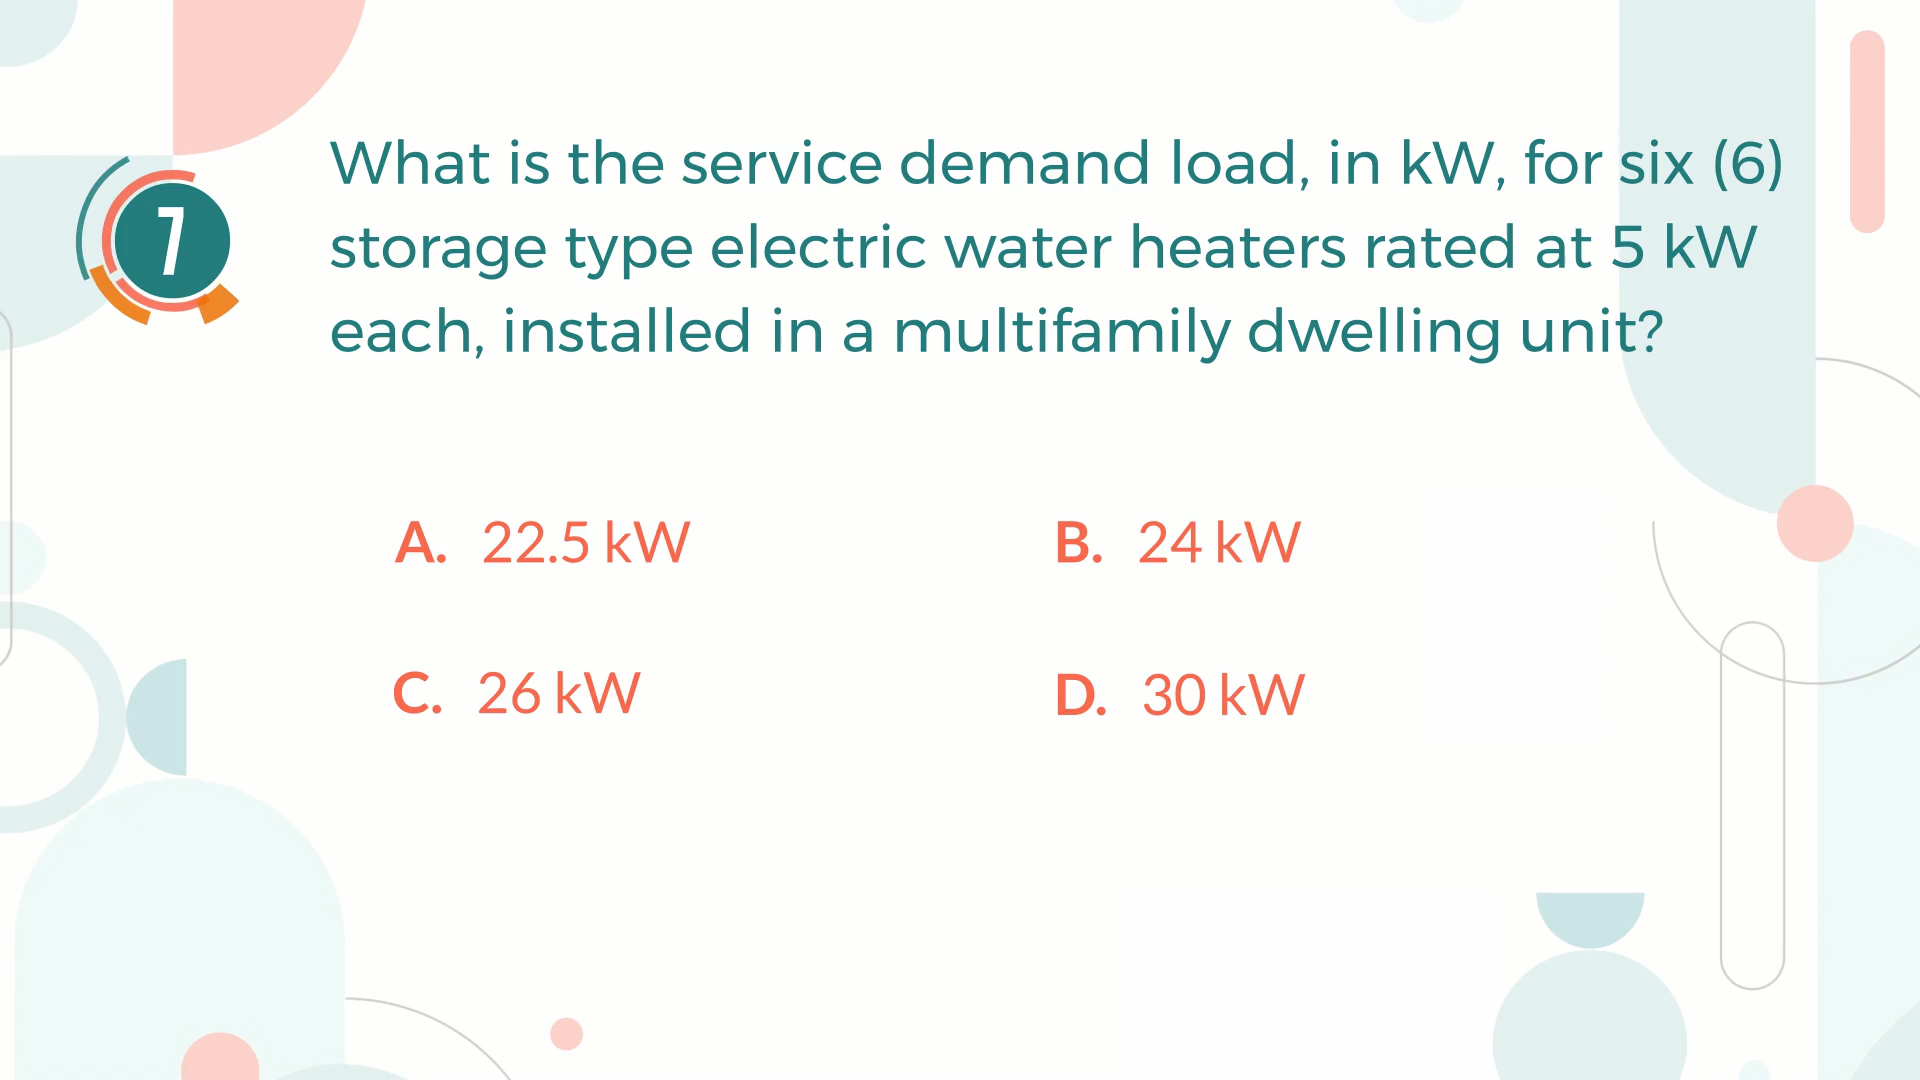 7
What is the service demand load, in kW, for six (6)
storage type electric water heaters rated at 5 kW
each, installed in a multifamily dwelling unit?
A. 22.5 kW
B. 24 kW
C. 26 kW
D. 30 kW